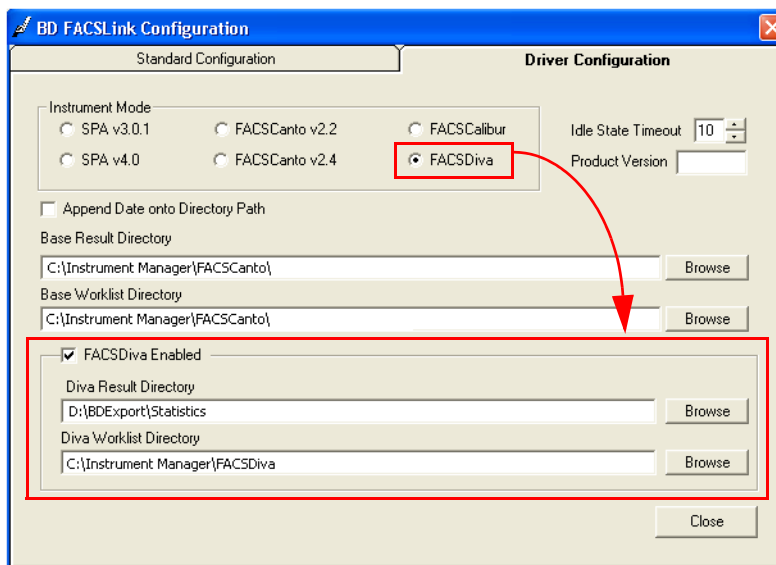 BD FACSLink Configuration
Standard Configuration
Driver Configuration
Instrument Mode
SPA v3.0.1
FACSCanto v2.2
FACSCalibur
Idle State Timeout 10
SPA v4.0
FACSCanto v2.4
FACSDiva
Product Version
Append Date onto Directory Path
Base Result Directory
C:\Instrument Manager\FACSCanto\
Browse
Base Worklist Directory
C:\Instrument Manager\FACSCanto\
Browse
FACSDiva Enabled
Diva Result Directory
D:\BDExport\Statistics
Browse
Diva Worklist Directory
C:\Instrument Manager\FACSDiva
Browse
Close